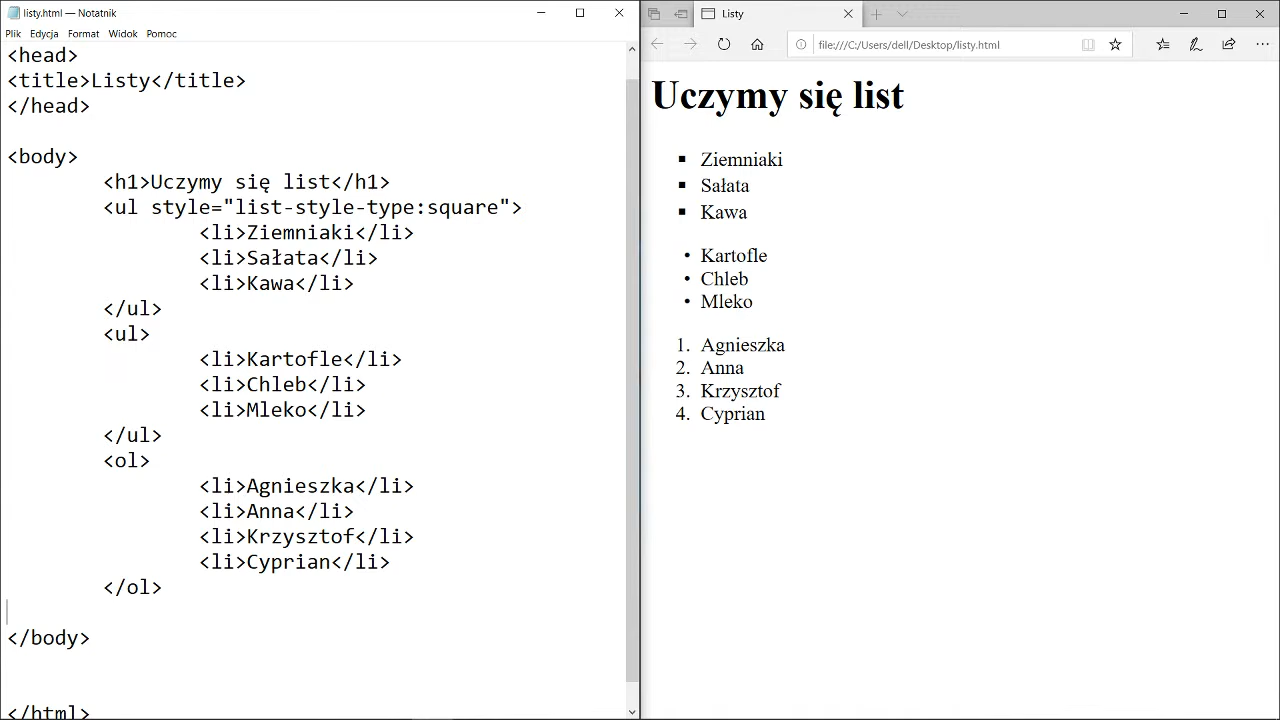 listy.html — Notatnik
Plik Edycja Format Widok Pomoc
<head>
<title>Listy</title>
</head>
<body>
<h1>Uczymy się list</h1>
<ul style="list-style-type:square">
<li>Ziemniaki</li>
<li>Sałata</li>
<li>Kawa</li>
</ul>
<ul>
<li>Kartofle</li>
<li>Chleb</li>
<li>Mleko</li>
</ul>
<ol>
<li>Agnieszka</li>
<li>Anna</li>
<li>Krzysztof</li>
<li>Cyprian</li>
</ol>
</body>
</html>
Listy
file:///C:/Users/dell/Desktop/listy.html
Uczymy się list
▪ Ziemniaki
▪ Sałata
▪ Kawa
• Kartofle
• Chleb
• Mleko
1. Agnieszka
2. Anna
3. Krzysztof
4. Cyprian